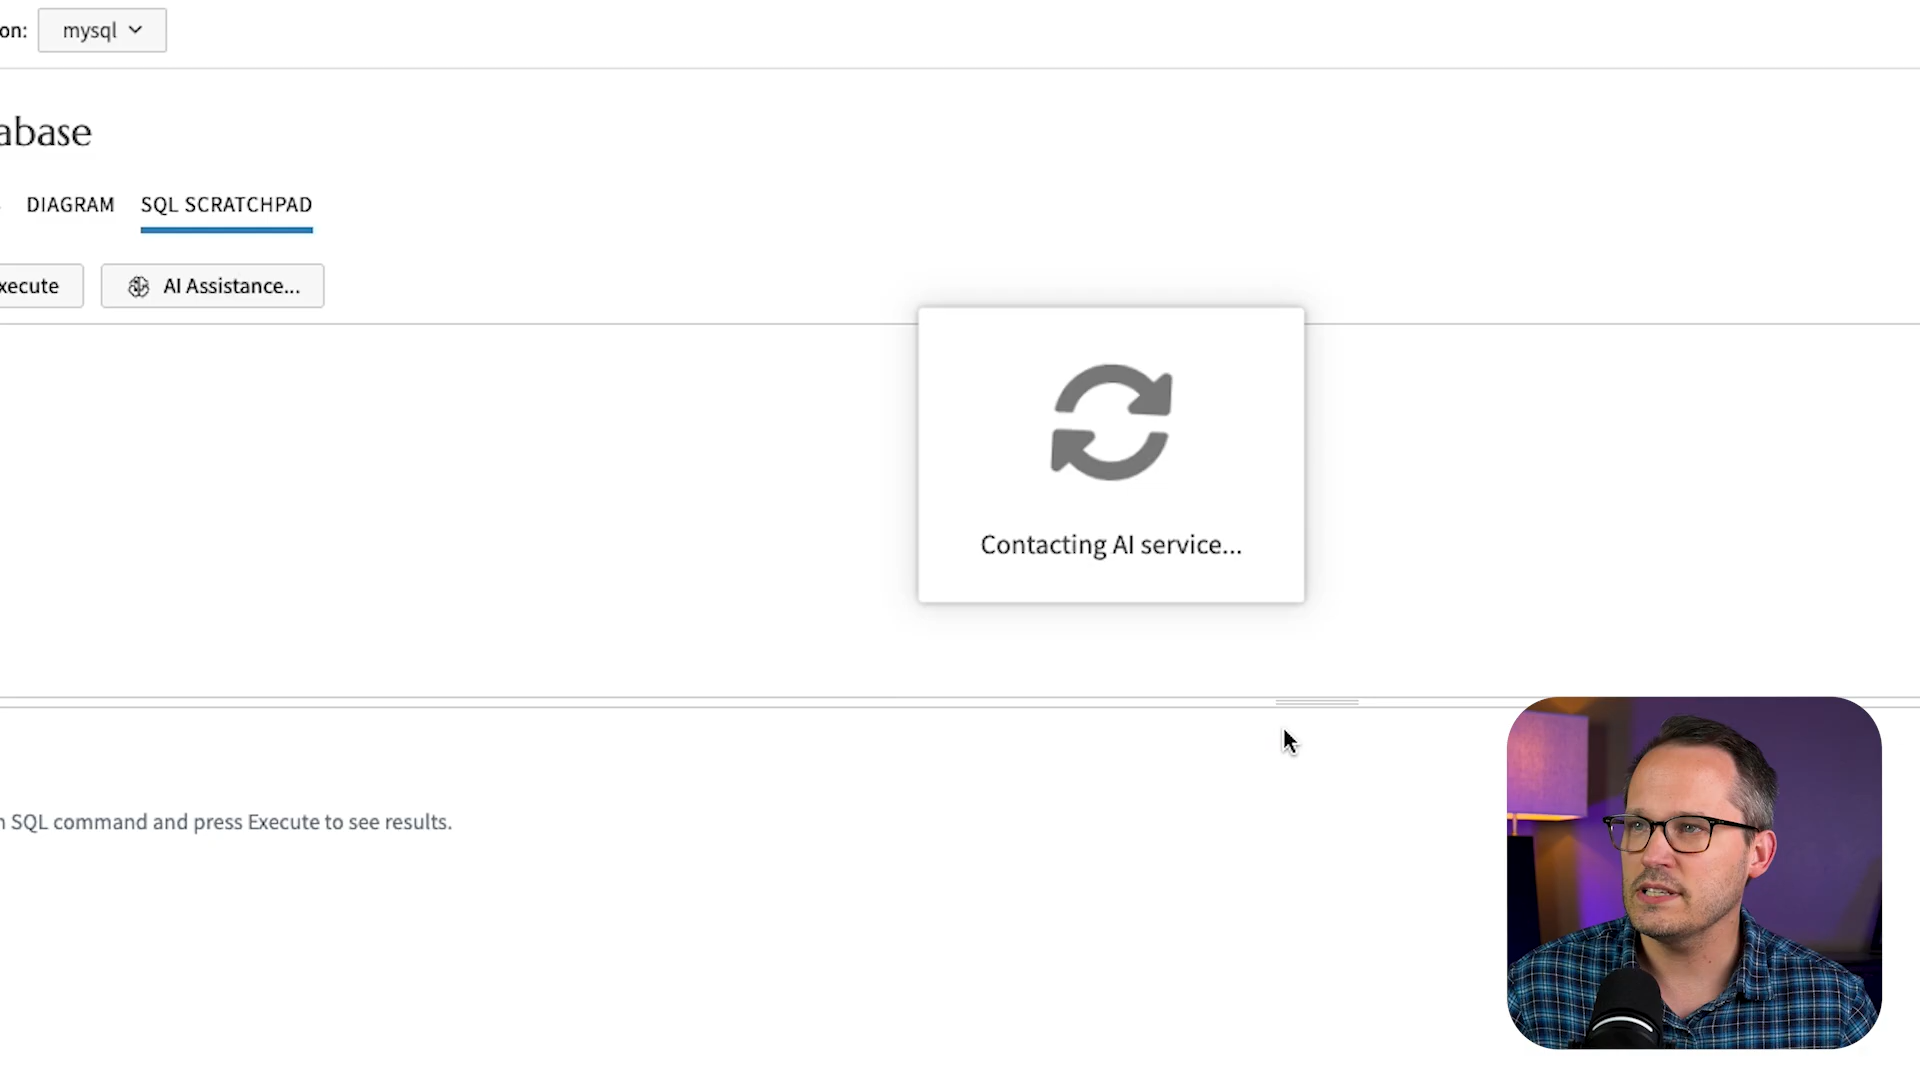 on:
mysql
abase
DIAGRAM
SQL SCRATCHPAD
xecute
AI Assistance...
Contacting AI service...
n SQL command and press Execute to see results.